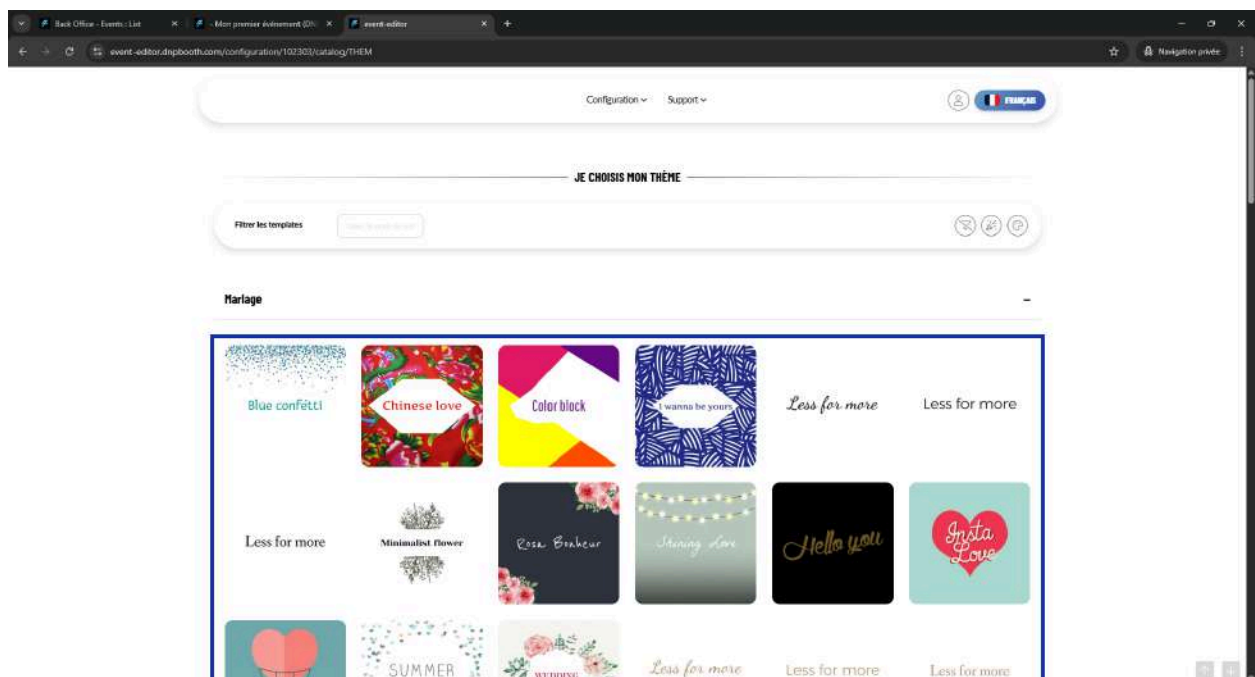 Back Office - Events : List
- Mon premier événement (DN
event-editor
event-editor.dnpbooth.com/configuration/102303/catalog/THEM
Navigation privée
Configuration
Support
FRANÇAIS
JE CHOISIS MON THÈME
Filtrer les templates
Mariage
Blue confetti
Chinese love
Color block
I wanna be yours
Less for more
Less for more
Less for more
Minimalist flower
Rosa Bonheur
Shining Love
Hello you
Insta Love
SUMMER
WEDDING
Less for more
Less for more
Less for more